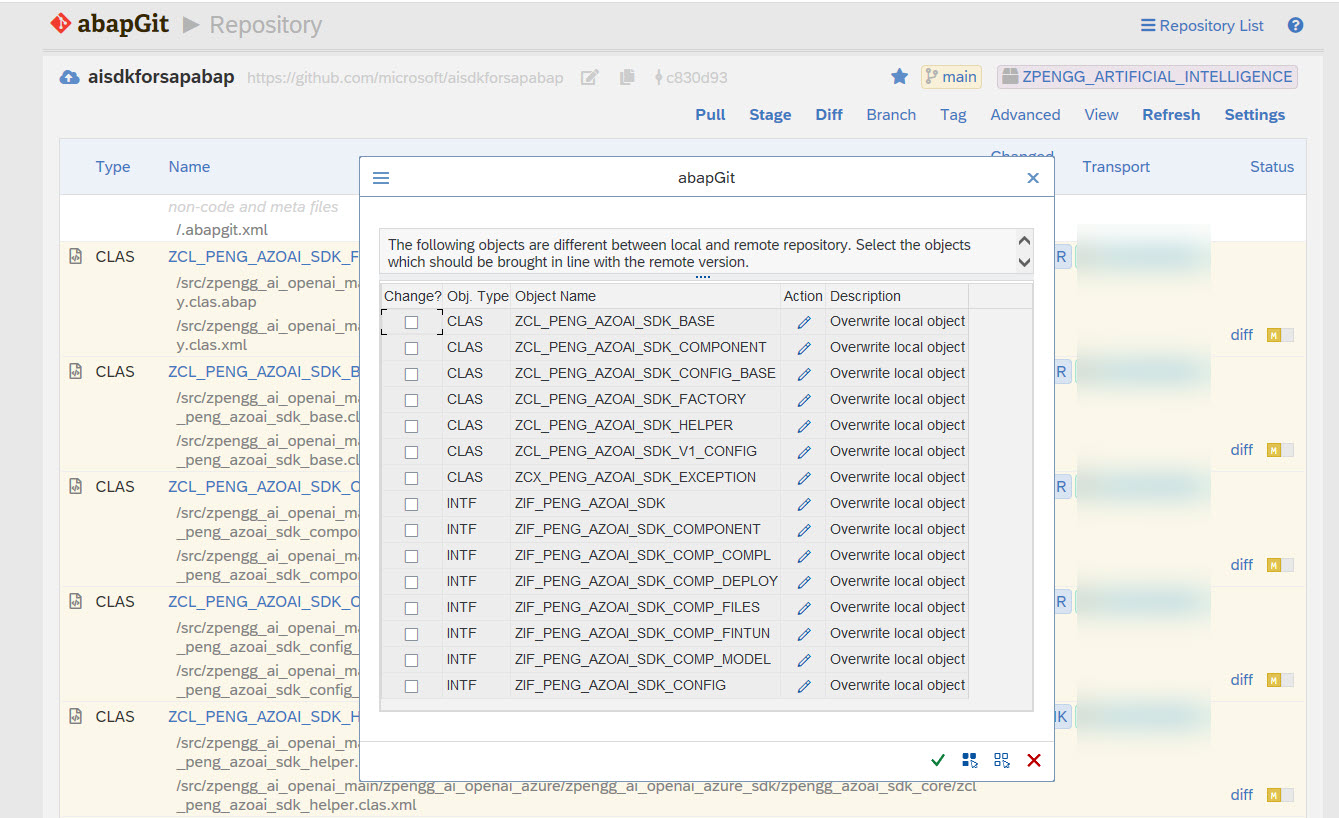 abapGit ▶ Repository
Repository List ?
aisdkforsapabap https://github.com/microsoft/aisdkforsapabap c830d93
main ZPENGG_ARTIFICIAL_INTELLIGENCE
Pull Stage Diff Branch Tag Advanced View Refresh Settings
Type Name Changed Transport Status
non-code and meta files
/.abapgit.xml
CLAS ZCL_PENG_AZOAI_SDK_F R
/src/zpengg_ai_openai_ma
y.clas.abap
/src/zpengg_ai_openai_ma
y.clas.xml
diff M
CLAS ZCL_PENG_AZOAI_SDK_B R
/src/zpengg_ai_openai_ma
_peng_azoai_sdk_base.cl
/src/zpengg_ai_openai_ma
_peng_azoai_sdk_base.cl
diff M
CLAS ZCL_PENG_AZOAI_SDK_C R
/src/zpengg_ai_openai_ma
_peng_azoai_sdk_compo
/src/zpengg_ai_openai_ma
_peng_azoai_sdk_compo
diff M
CLAS ZCL_PENG_AZOAI_SDK_C R
/src/zpengg_ai_openai_ma
_peng_azoai_sdk_config_
/src/zpengg_ai_openai_ma
_peng_azoai_sdk_config_
diff M
CLAS ZCL_PENG_AZOAI_SDK_H IK
/src/zpengg_ai_openai_ma
_peng_azoai_sdk_helper.
/src/zpengg_ai_openai_main/zpengg_ai_openai_azure/zpengg_ai_openai_azure_sdk/zpengg_azoai_sdk_core/zcl
_peng_azoai_sdk_helper.clas.xml
diff M
abapGit
The following objects are different between local and remote repository. Select the objects
which should be brought in line with the remote version.
Change? Obj. Type Object Name Action Description
CLAS ZCL_PENG_AZOAI_SDK_BASE Overwrite local object
CLAS ZCL_PENG_AZOAI_SDK_COMPONENT Overwrite local object
CLAS ZCL_PENG_AZOAI_SDK_CONFIG_BASE Overwrite local object
CLAS ZCL_PENG_AZOAI_SDK_FACTORY Overwrite local object
CLAS ZCL_PENG_AZOAI_SDK_HELPER Overwrite local object
CLAS ZCL_PENG_AZOAI_SDK_V1_CONFIG Overwrite local object
CLAS ZCX_PENG_AZOAI_SDK_EXCEPTION Overwrite local object
INTF ZIF_PENG_AZOAI_SDK Overwrite local object
INTF ZIF_PENG_AZOAI_SDK_COMPONENT Overwrite local object
INTF ZIF_PENG_AZOAI_SDK_COMP_COMPL Overwrite local object
INTF ZIF_PENG_AZOAI_SDK_COMP_DEPLOY Overwrite local object
INTF ZIF_PENG_AZOAI_SDK_COMP_FILES Overwrite local object
INTF ZIF_PENG_AZOAI_SDK_COMP_FINTUN Overwrite local object
INTF ZIF_PENG_AZOAI_SDK_COMP_MODEL Overwrite local object
INTF ZIF_PENG_AZOAI_SDK_CONFIG Overwrite local object